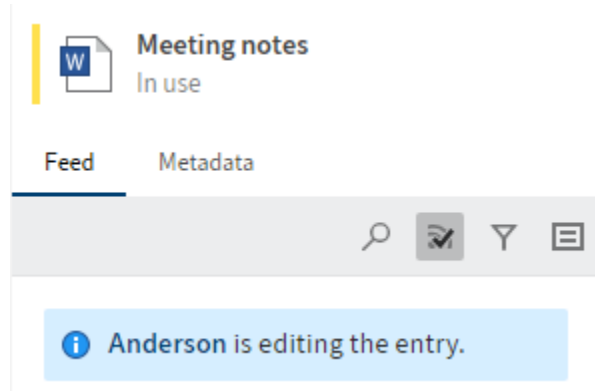 W
Meeting notes
In use
Feed Metadata
Anderson is editing the entry.